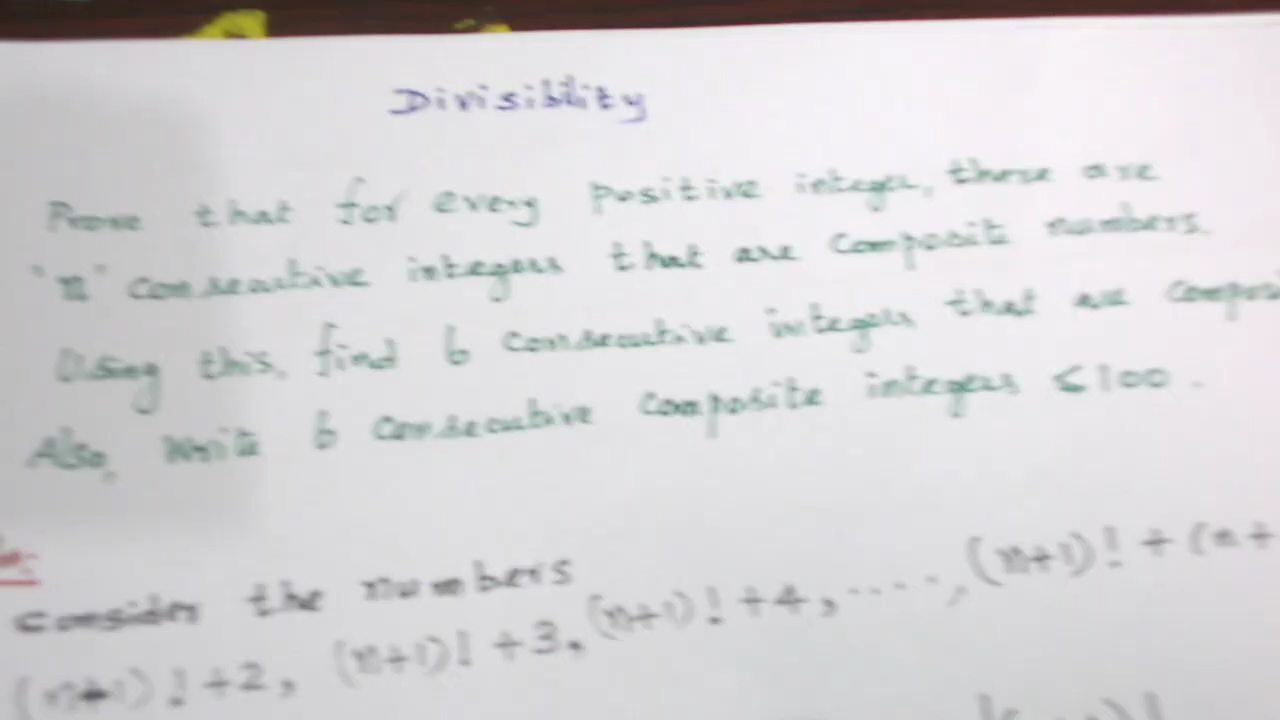 Divisibility
Prove that for every positive integer, there are
'n' consecutive integers that are composite numbers.
Using this, find 6 consecutive integers that are composi
Also, write 6 consecutive composite integers ≤ 100.
Consider the numbers
(n+1)! +2, (n+1)! +3, (n+1)! +4, ....., (n+1)! + (n+